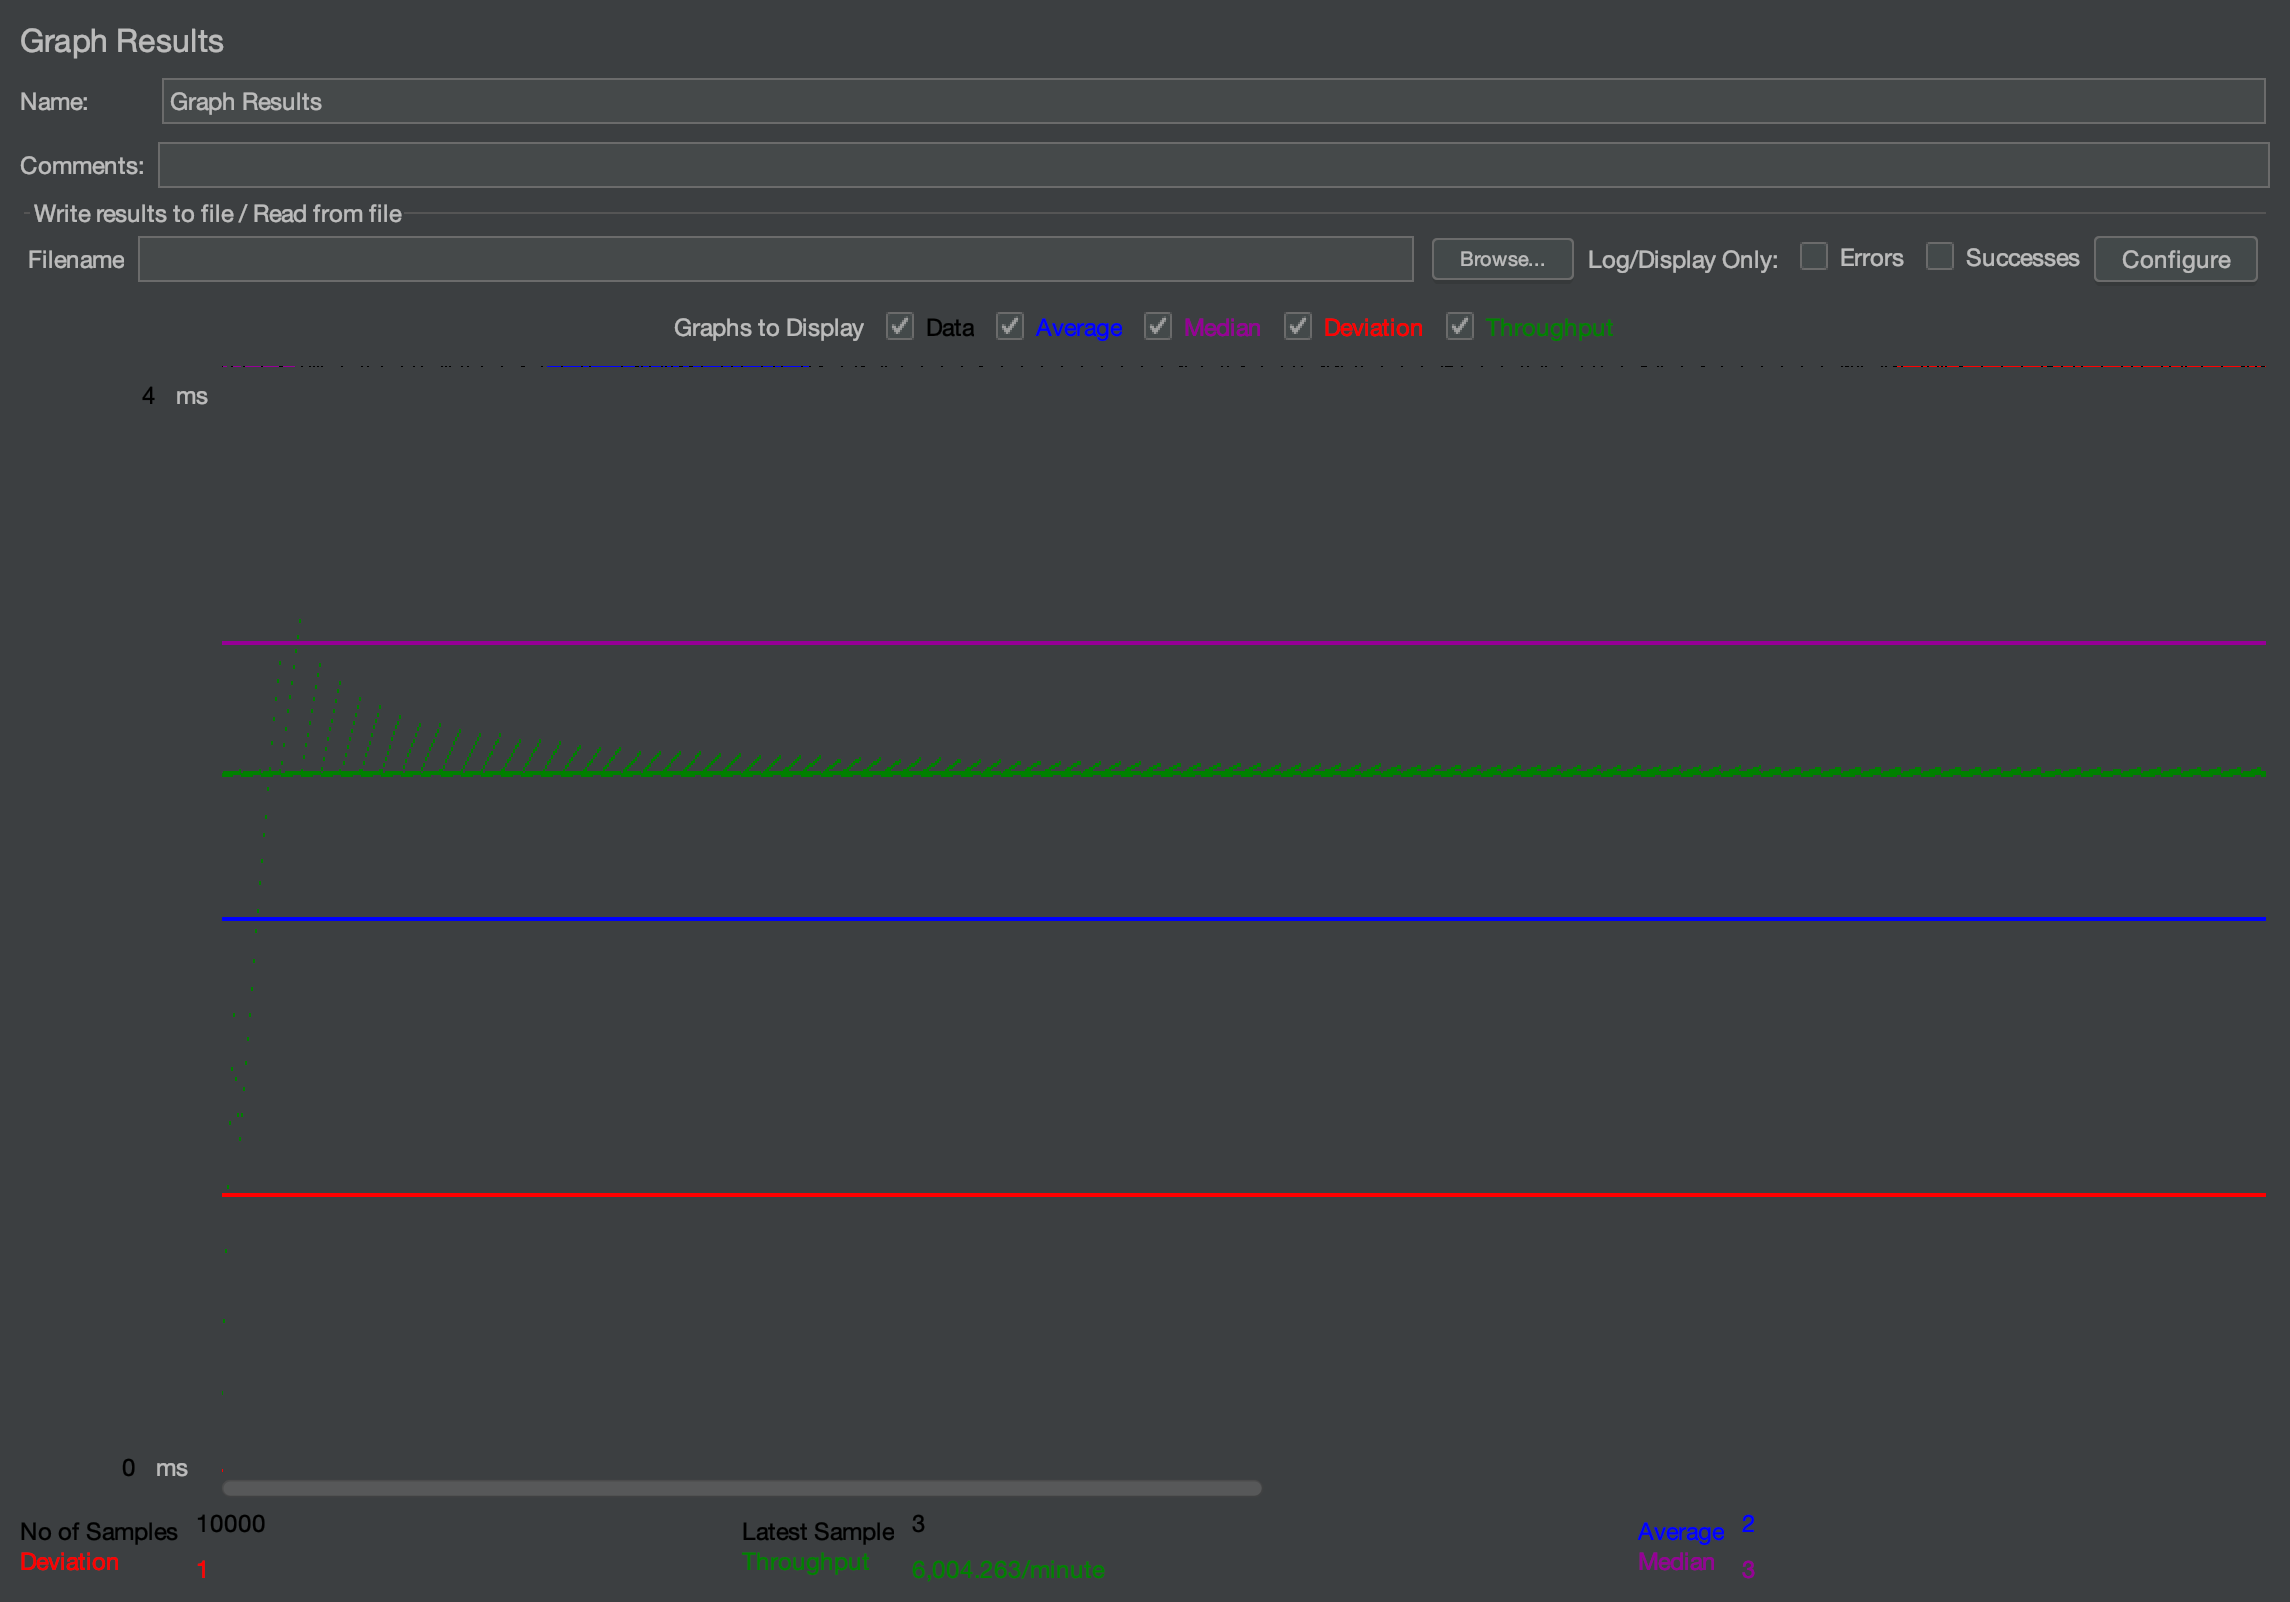 Graph Results
Name: Graph Results
Comments:
Write results to file / Read from file
Filename Browse... Log/Display Only: Errors Successes Configure
Graphs to Display Data Average Median Deviation Throughput
4 ms
0 ms
No of Samples 10000 Latest Sample 3 Average 2
Deviation 1 Throughput 6,004.263/minute Median 3